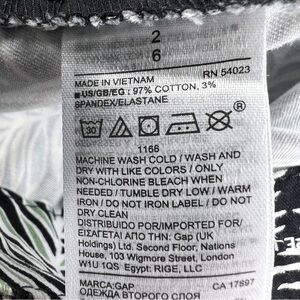 2
6
MADE IN VIETNAM RN 54023
■ US/GB/EG : 97% COTTON, 3%
SPANDEX/ELASTANE
30 ®
1166
MACHINE WASH COLD / WASH AND
DRY WITH LIKE COLORS / ONLY
NON-CHLORINE BLEACH WHEN
NEEDED / TUMBLE DRY LOW / WARM
IRON / DO NOT IRON LABEL / DO NOT
DRY CLEAN
DISTRIBUIDO POR/IMPORTED FOR/
ΕΙΣΑΓΕΤΑΙ ΑΠΟ ΤΗΝ: Gap (UK
Holdings) Ltd. Second Floor, Nations
House, 103 Wigmore Street, London
W1U 1QS Egypt: RIGE, LLC
MARCA:GAP CA 17897
ОДЕЖДА ВТОРОГО СЛОЯ